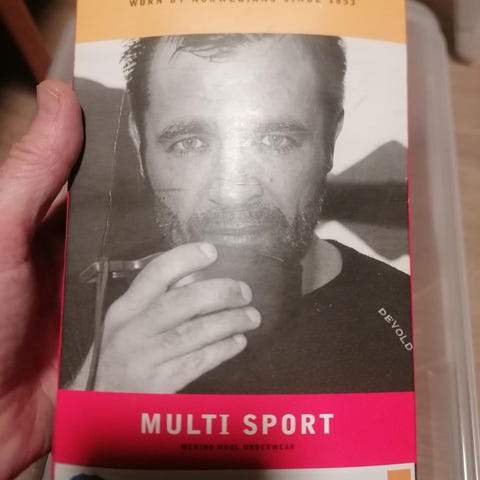 WORN BY NORWEGIANS SINCE 1853
DEVOLD
MULTI SPORT
MERINO WOOL UNDERWEAR